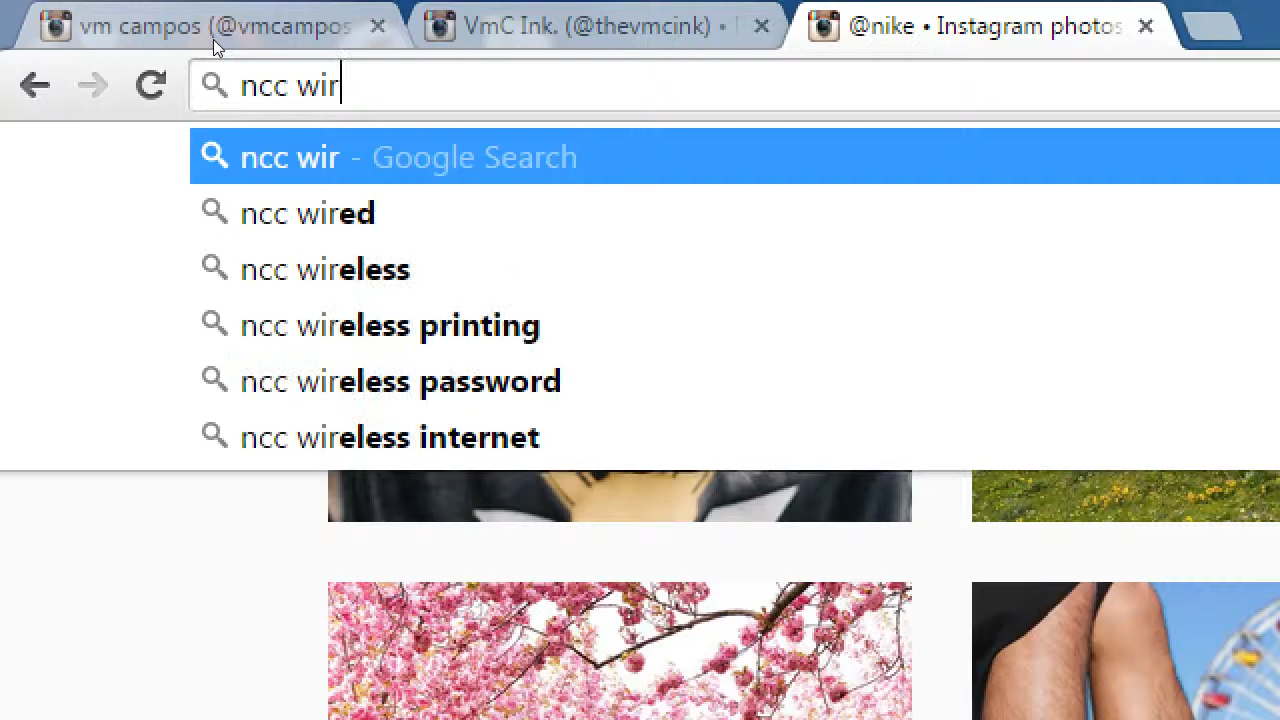 vm campos (@vmcampos
VmC Ink. (@thevmcink) •
@nike • Instagram photos
ncc wir
ncc wir - Google Search
ncc wired
ncc wireless
ncc wireless printing
ncc wireless password
ncc wireless internet